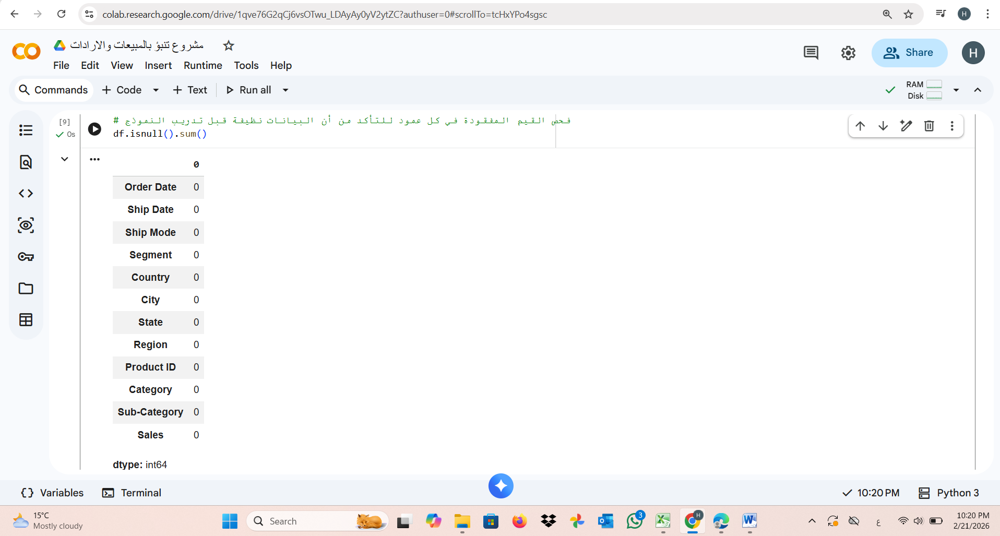 colab.research.google.com/drive/1qve76G2qCj6vsOTwu_LDAyAy0yV2ytZC?authuser=0#scrollTo=tcHxYPo4sgsc
H
مشروع تنبؤ بالمبيعات والارادات
File Edit View Insert Runtime Tools Help
Share
H
Commands + Code + Text Run all
RAM
Disk
[9]
0s
# فحص القيم المفقودة في كل عمود للتأكد من أن البيانات نظيفة قبل تدريب النموذج
df.isnull().sum()
0
Order Date 0
Ship Date 0
Ship Mode 0
Segment 0
Country 0
City 0
State 0
Region 0
Product ID 0
Category 0
Sub-Category 0
Sales 0
dtype: int64
Variables Terminal
10:20 PM Python 3
15°C
Mostly cloudy
Search
3
H
ع
10:20 PM
2/21/2026